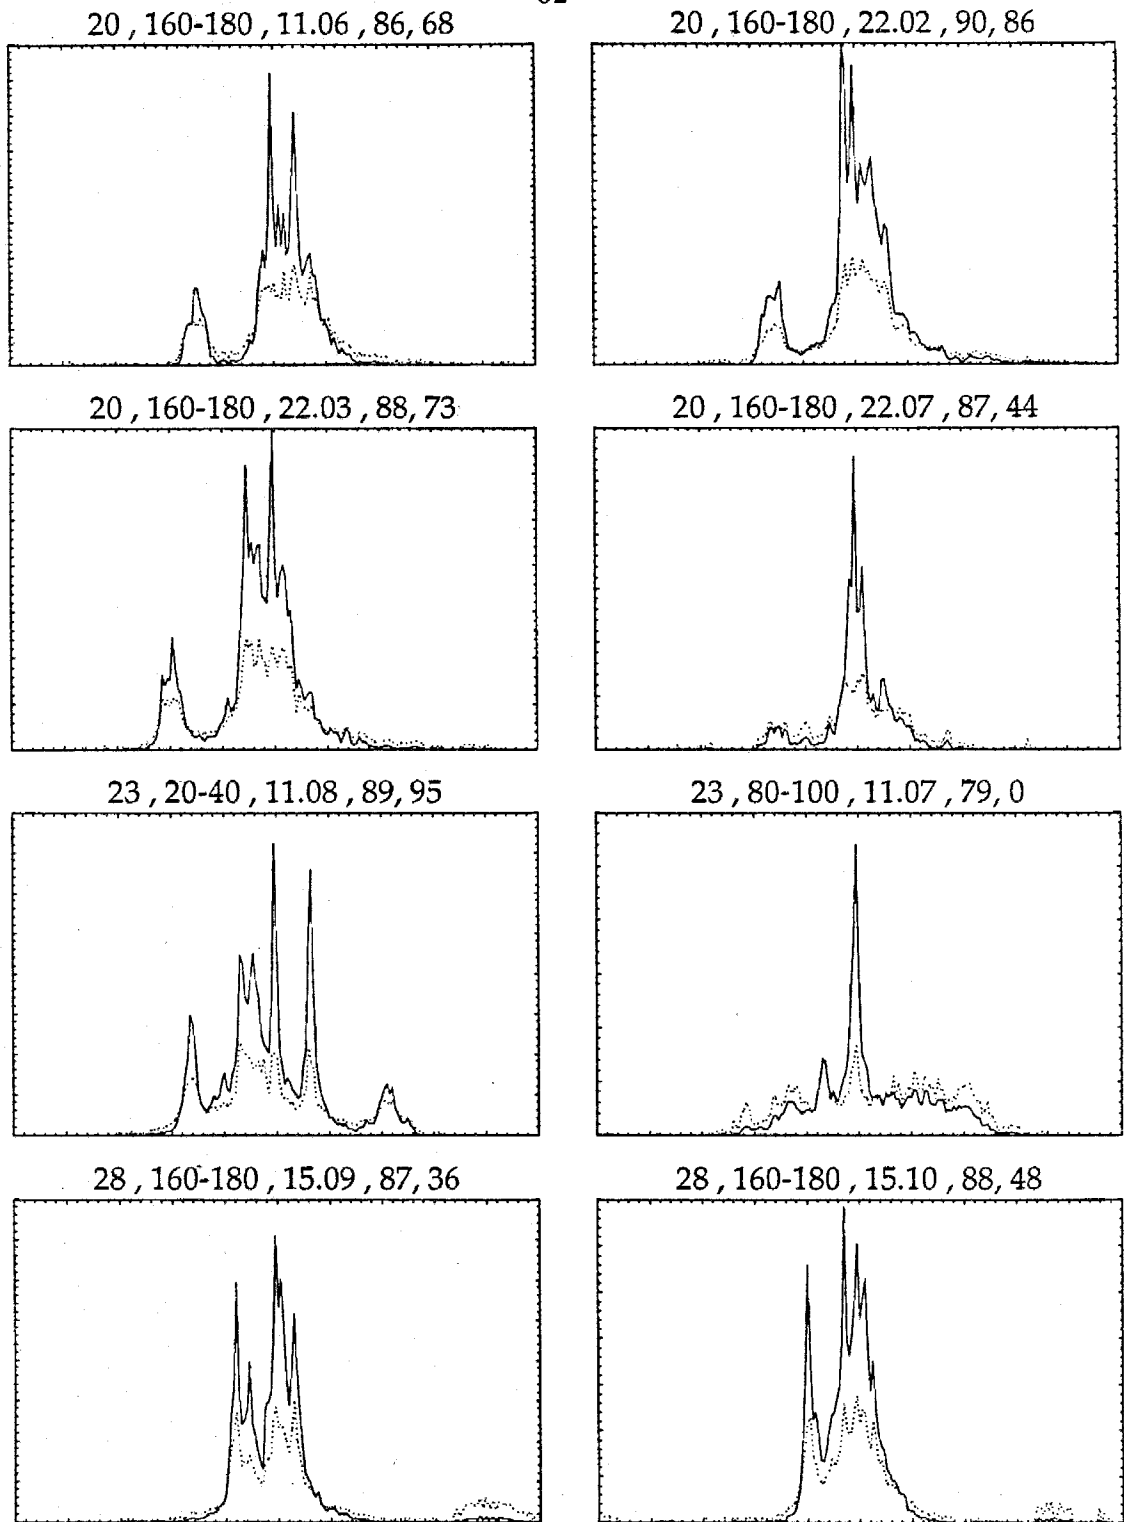 20 , 160-180 , 11.06 , 86, 68
20 , 160-180 , 22.02 , 90, 86
20 , 160-180 , 22.03 , 88, 73
20 , 160-180 , 22.07 , 87, 44
23 , 20-40 , 11.08 , 89, 95
23 , 80-100 , 11.07 , 79, 0
28 , 160-180 , 15.09 , 87, 36
28 , 160-180 , 15.10 , 88, 48